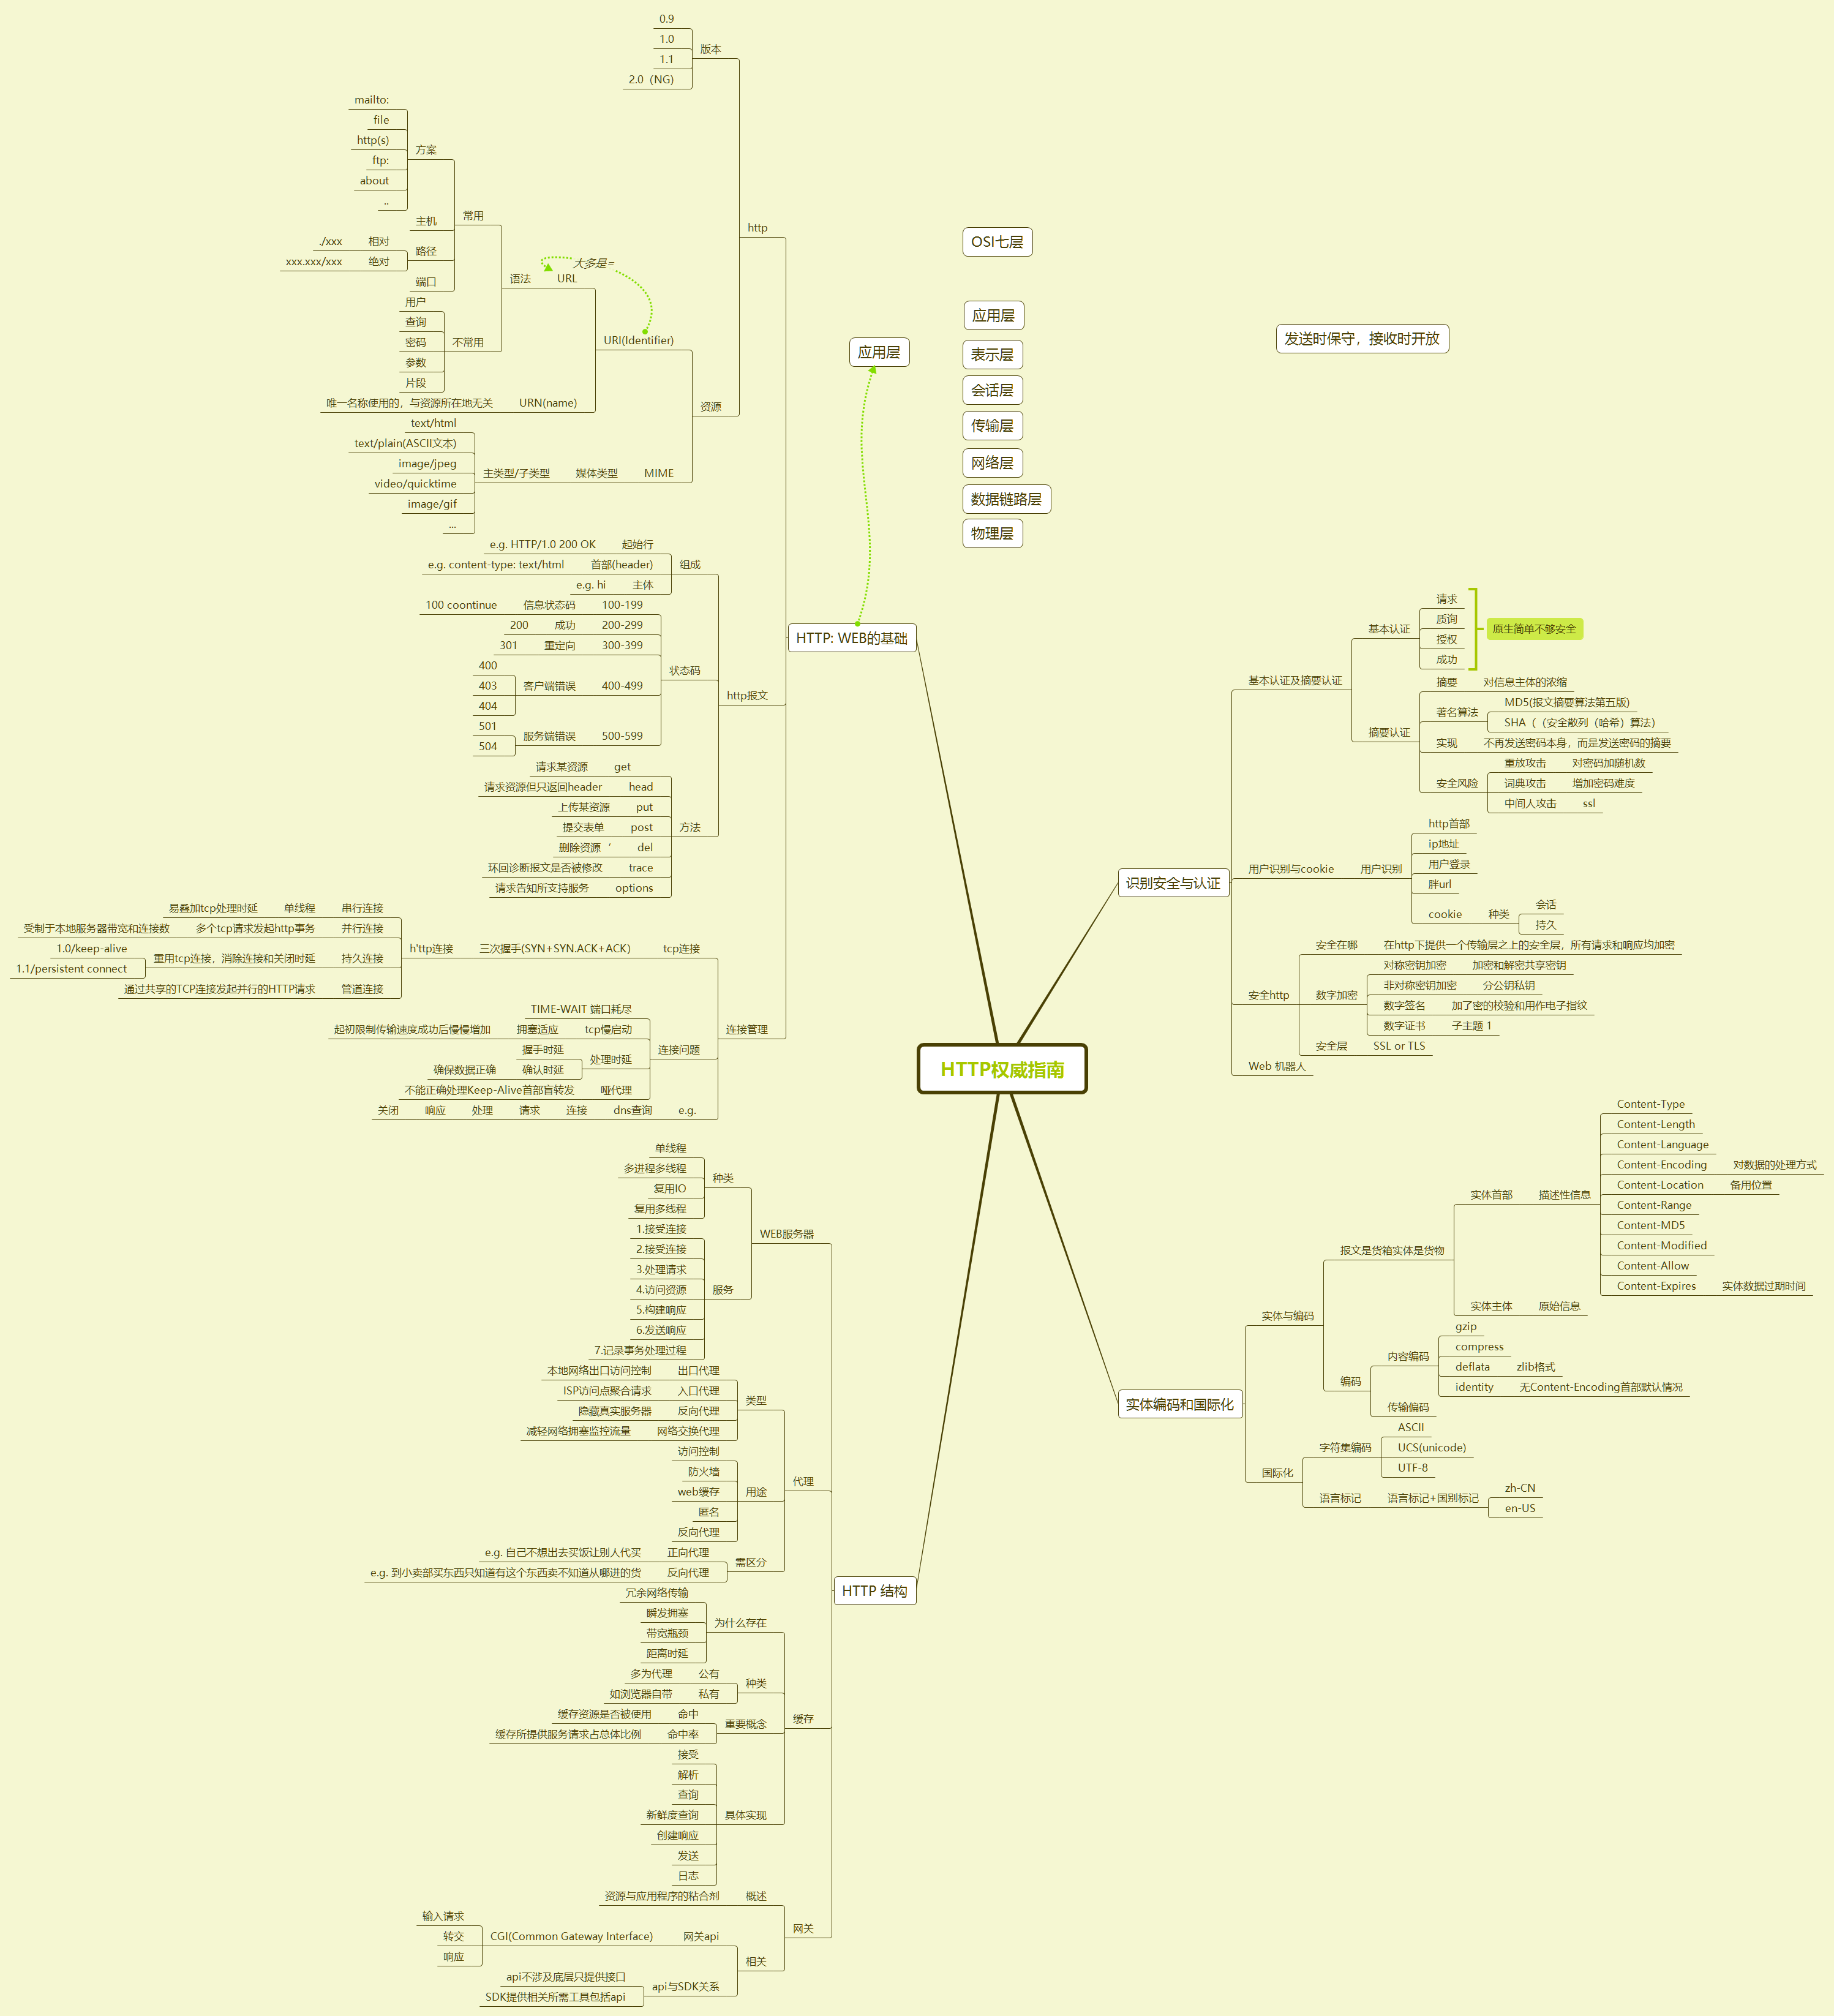 HTTP权威指南
HTTP: WEB的基础
http
版本
0.9
1.0
1.1
2.0（NG）
资源
URI(Identifier)
大多是=
URL
语法
常用
方案
mailto:
file
http(s)
ftp:
about
..
主机
路径
相对
./xxx
绝对
xxx.xxx/xxx
端口
不常用
用户
查询
密码
参数
片段
URN(name)
唯一名称使用的，与资源所在地无关
MIME
媒体类型
主类型/子类型
text/html
text/plain(ASCII文本)
image/jpeg
video/quicktime
image/gif
...
http报文
组成
起始行
e.g. HTTP/1.0 200 OK
首部(header)
e.g. content-type: text/html
主体
e.g. hi
状态码
100-199
信息状态码
100 coontinue
200-299
成功
200
300-399
重定向
301
400-499
客户端错误
400
403
404
500-599
服务端错误
501
504
方法
get
请求某资源
head
请求资源但只返回header
put
上传某资源
post
提交表单
del
删除资源 ‘
trace
环回诊断报文是否被修改
options
请求告知所支持服务
连接管理
tcp连接
三次握手(SYN+SYN.ACK+ACK)
h'ttp连接
串行连接
单线程
易叠加tcp处理时延
并行连接
多个tcp请求发起http事务
受制于本地服务器带宽和连接数
持久连接
重用tcp连接，消除连接和关闭时延
1.0/keep-alive
1.1/persistent connect
管道连接
通过共享的TCP连接发起并行的HTTP请求
连接问题
TIME-WAIT 端口耗尽
tcp慢启动
拥塞适应
起初限制传输速度成功后慢慢增加
处理时延
握手时延
确认时延
确保数据正确
哑代理
不能正确处理Keep-Alive首部盲转发
e.g.
dns查询
连接
请求
处理
响应
关闭
HTTP 结构
WEB服务器
种类
单线程
多进程多线程
复用IO
复用多线程
服务
1.接受连接
2.接受连接
3.处理请求
4.访问资源
5.构建响应
6.发送响应
7.记录事务处理过程
代理
类型
出口代理
本地网络出口访问控制
入口代理
ISP访问点聚合请求
反向代理
隐藏真实服务器
网络交换代理
减轻网络拥塞监控流量
用途
访问控制
防火墙
web缓存
匿名
反向代理
需区分
正向代理
e.g. 自己不想出去买饭让别人代买
反向代理
e.g. 到小卖部买东西只知道有这个东西卖不知道从哪进的货
缓存
为什么存在
冗余网络传输
瞬发拥塞
带宽瓶颈
距离时延
种类
公有
多为代理
私有
如浏览器自带
重要概念
命中
缓存资源是否被使用
命中率
缓存所提供服务请求占总体比例
具体实现
接受
解析
查询
新鲜度查询
创建响应
发送
日志
网关
概述
资源与应用程序的粘合剂
相关
网关api
CGI(Common Gateway Interface)
输入请求
转交
响应
api与SDK关系
api不涉及底层只提供接口
SDK提供相关所需工具包括api
应用层
OSI七层
应用层
表示层
会话层
传输层
网络层
数据链路层
物理层
发送时保守，接收时开放
识别安全与认证
基本认证及摘要认证
基本认证
请求
质询
授权
成功
原生简单不够安全
摘要认证
摘要
对信息主体的浓缩
著名算法
MD5(报文摘要算法第五版)
SHA（（安全散列（哈希）算法）
实现
不再发送密码本身，而是发送密码的摘要
安全风险
重放攻击
对密码加随机数
词典攻击
增加密码难度
中间人攻击
ssl
用户识别与cookie
用户识别
http首部
ip地址
用户登录
胖url
cookie
种类
会话
持久
安全http
安全在哪
在http下提供一个传输层之上的安全层，所有请求和响应均加密
数字加密
对称密钥加密
加密和解密共享密钥
非对称密钥加密
分公钥私钥
数字签名
加了密的校验和用作电子指纹
数字证书
子主题 1
安全层
SSL or TLS
Web 机器人
实体编码和国际化
实体与编码
报文是货箱实体是货物
实体首部
描述性信息
Content-Type
Content-Length
Content-Language
Content-Encoding
对数据的处理方式
Content-Location
备用位置
Content-Range
Content-MD5
Content-Modified
Content-Allow
Content-Expires
实体数据过期时间
实体主体
原始信息
编码
内容编码
gzip
compress
deflata
zlib格式
identity
无Content-Encoding首部默认情况
传输偏码
国际化
字符集编码
ASCII
UCS(unicode)
UTF-8
语言标记
语言标记+国别标记
zh-CN
en-US